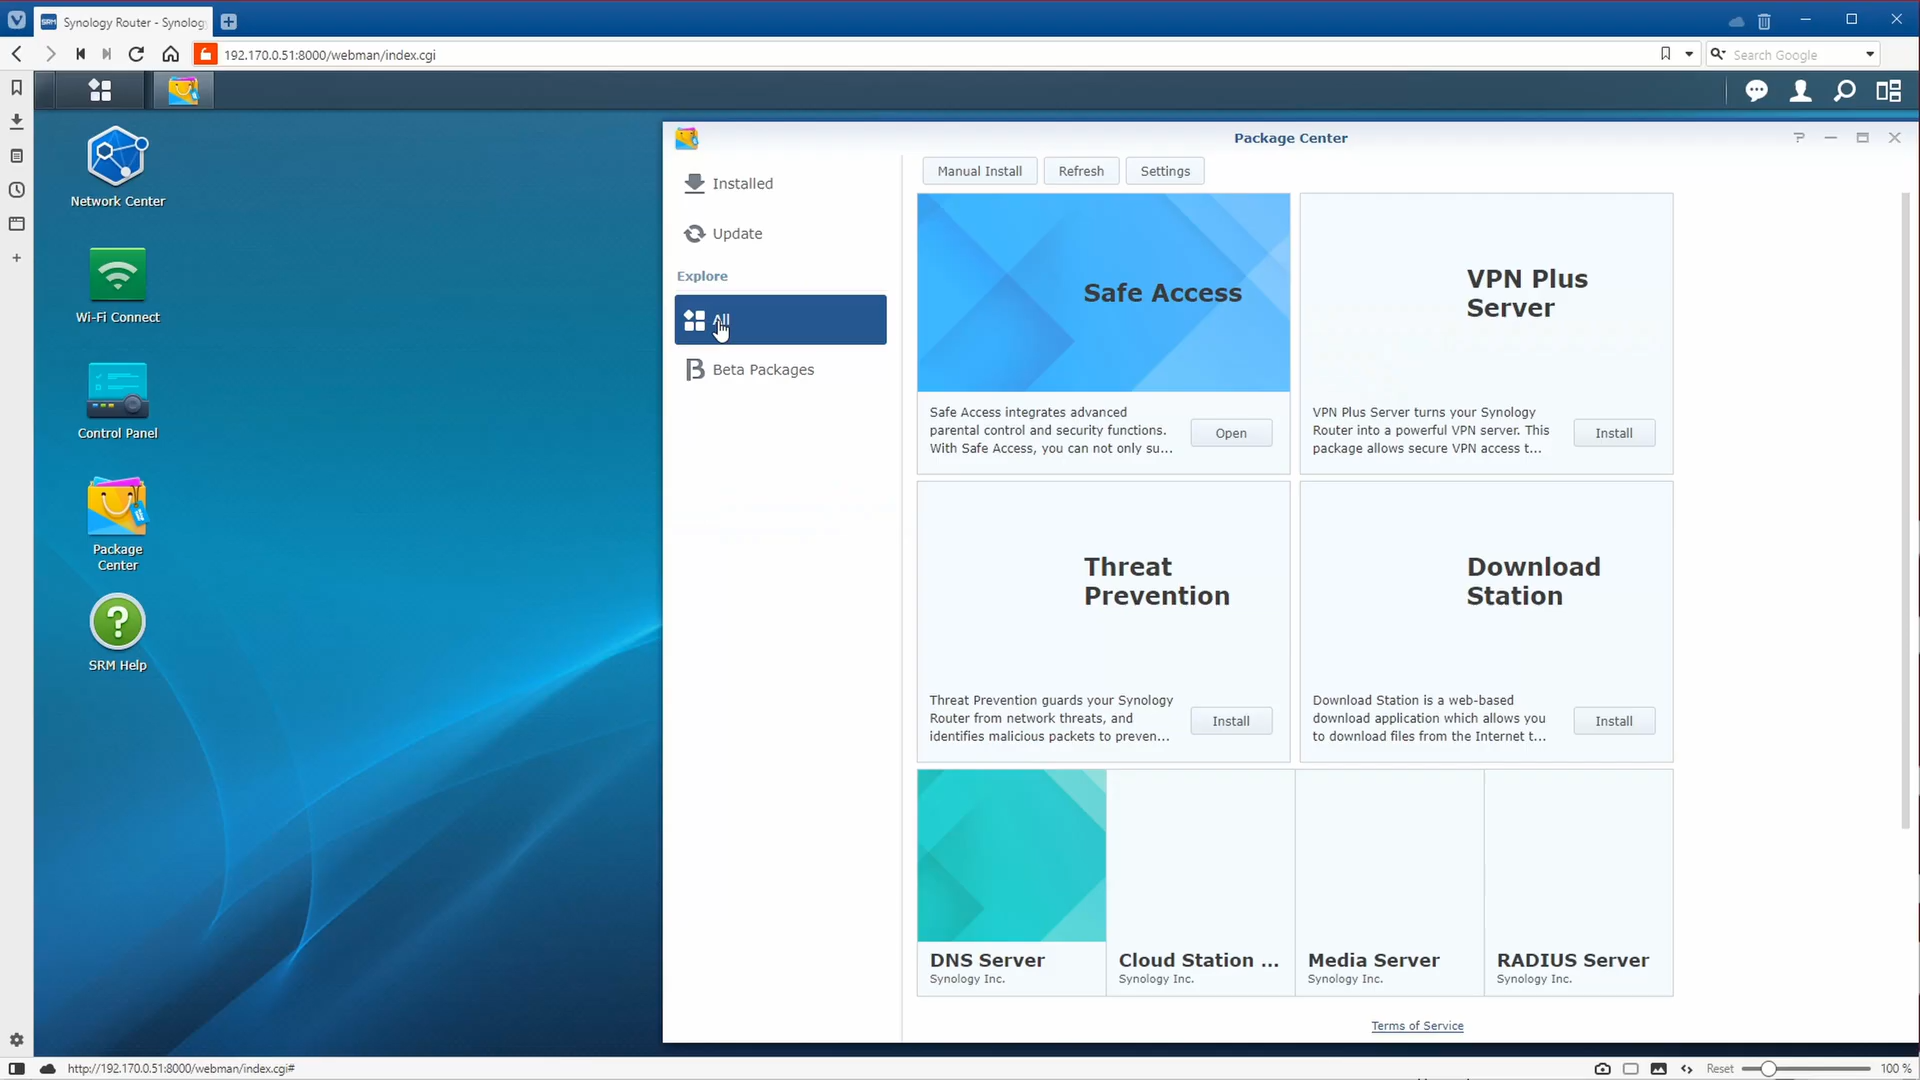 SRM Synology Router - Synology
192.170.0.51:8000/webman/index.cgi
Search Google
Network Center
Wi-Fi Connect
Control Panel
Package
Center
SRM Help
Package Center
Installed
Update
Explore
All
Beta Packages
Manual Install
Refresh
Settings
Safe Access
Safe Access integrates advanced
parental control and security functions.
With Safe Access, you can not only su...
Open
VPN Plus
Server
VPN Plus Server turns your Synology
Router into a powerful VPN server. This
package allows secure VPN access t...
Install
Threat
Prevention
Threat Prevention guards your Synology
Router from network threats, and
identifies malicious packets to preven...
Install
Download
Station
Download Station is a web-based
download application which allows you
to download files from the Internet t...
Install
DNS Server
Synology Inc.
Cloud Station ...
Synology Inc.
Media Server
Synology Inc.
RADIUS Server
Synology Inc.
Terms of Service
http://192.170.0.51:8000/webman/index.cgi#
Reset
100 %